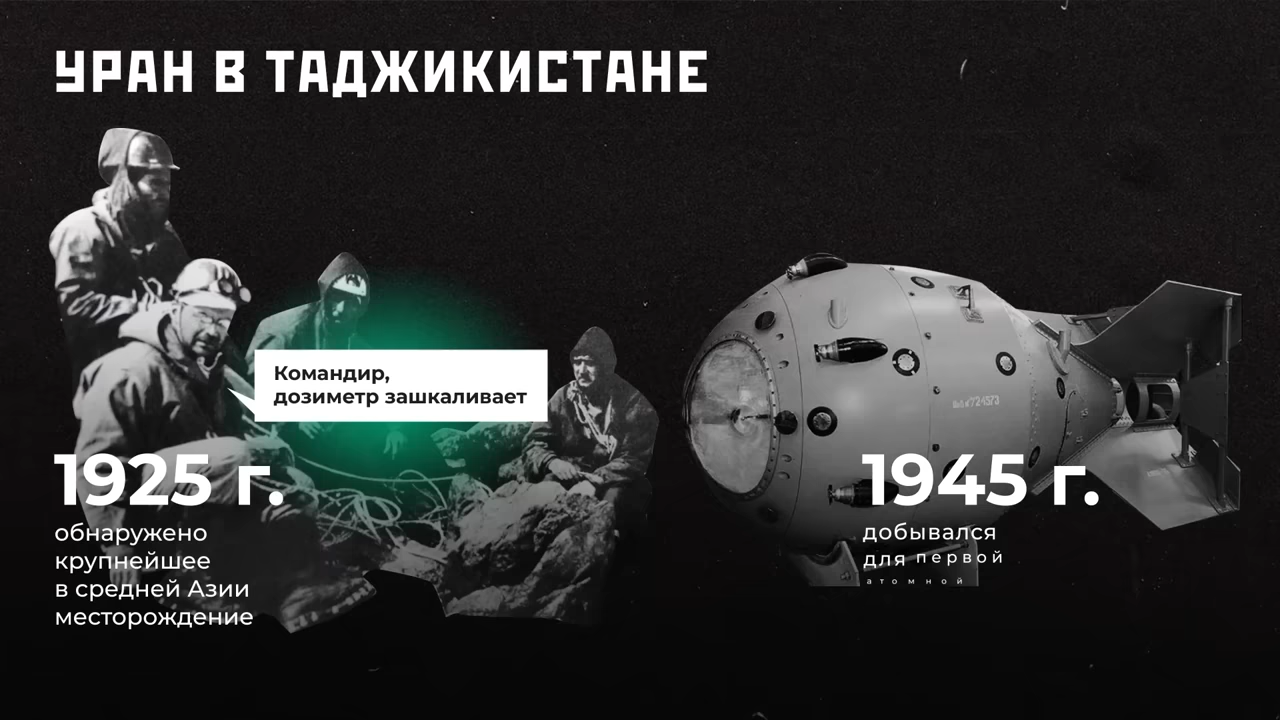 УРАН В ТАДЖИКИСТАНЕ
Командир,
дозиметр зашкаливает
1925 г.
обнаружено
крупнейшее
в средней Азии
месторождение
1945 г.
добывался
для первой
атомной